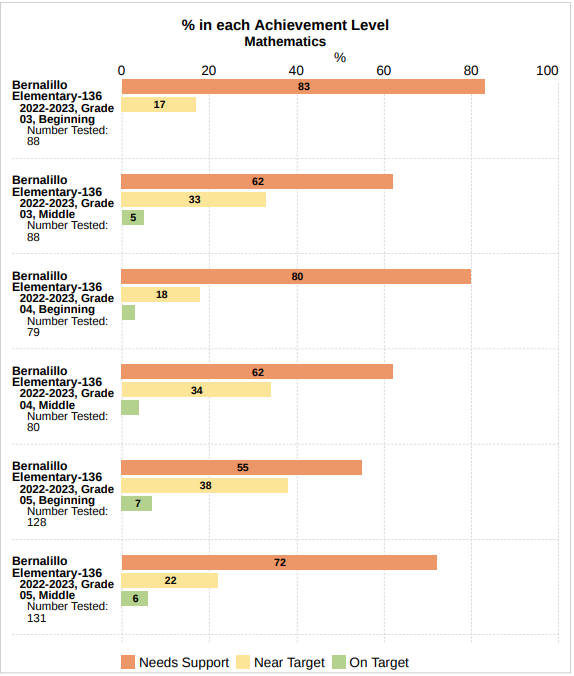 % in each Achievement Level
Mathematics
%
0 20 40 60 80 100
Bernalillo
Elementary-136
2022-2023, Grade
03, Beginning
Number Tested:
88
83
17
Bernalillo
Elementary-136
2022-2023, Grade
03, Middle
Number Tested:
88
62
33
5
Bernalillo
Elementary-136
2022-2023, Grade
04, Beginning
Number Tested:
79
80
18
Bernalillo
Elementary-136
2022-2023, Grade
04, Middle
Number Tested:
80
62
34
Bernalillo
Elementary-136
2022-2023, Grade
05, Beginning
Number Tested:
128
55
38
7
Bernalillo
Elementary-136
2022-2023, Grade
05, Middle
Number Tested:
131
72
22
6
Needs Support Near Target On Target